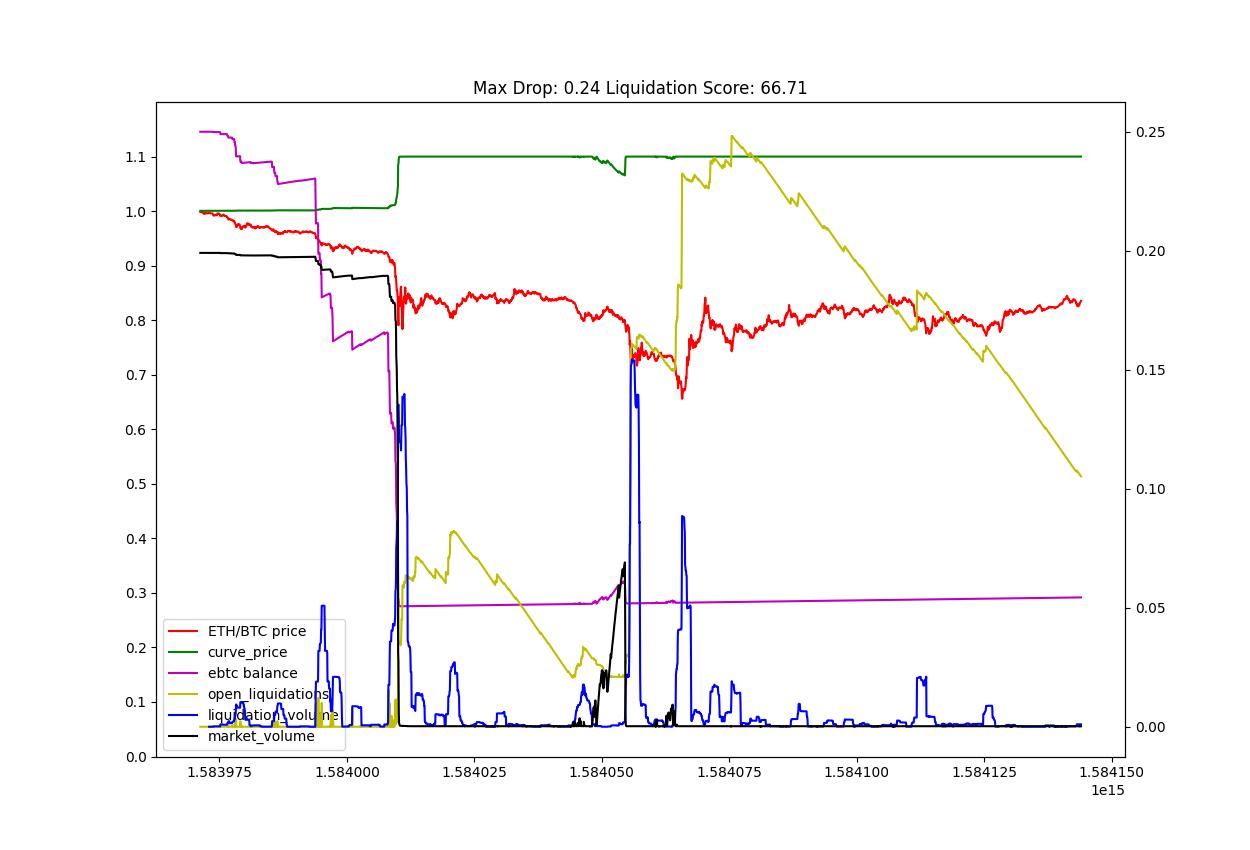 Max Drop: 0.24 Liquidation Score: 66.71
1.1
1.0
0.9
0.8
0.7
0.6
0.5
0.4
0.3
0.2
0.1
0.0
0.25
0.20
0.15
0.10
0.05
0.00
ETH/BTC price
curve_price
ebtc balance
open_liquidations
liquidation_volume
market_volume
1.583975 1.584000 1.584025 1.584050 1.584075 1.584100 1.584125 1.584150
1e15